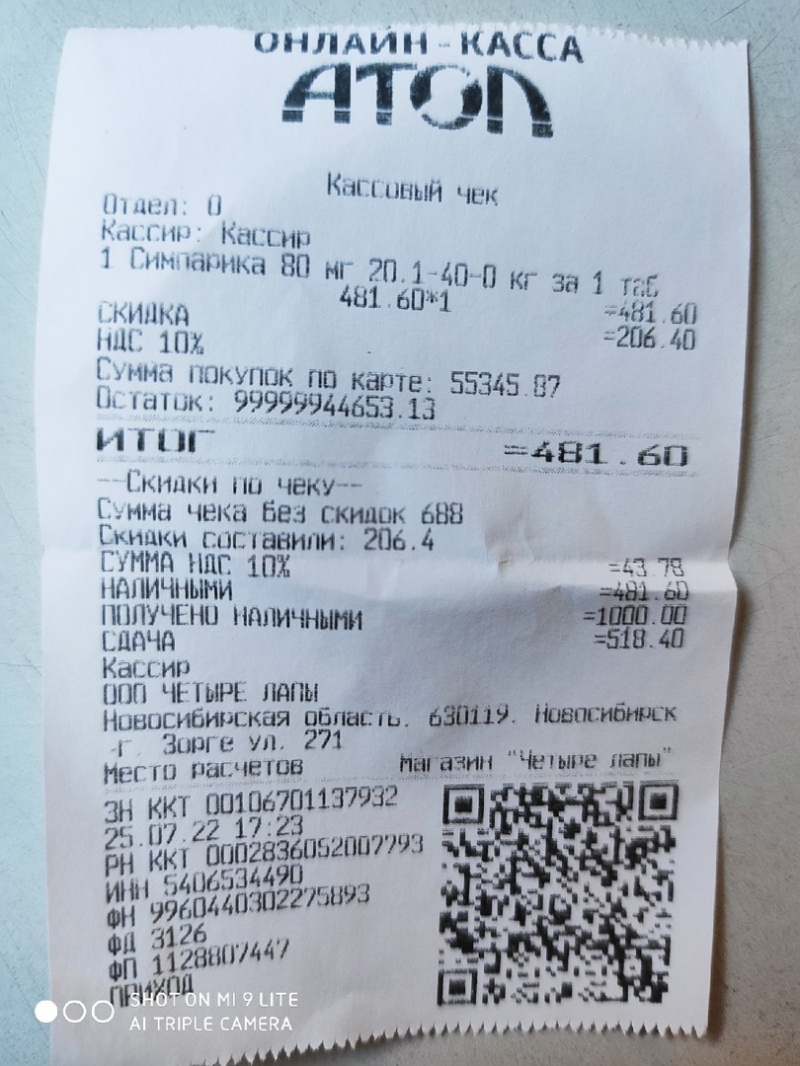 ОНЛАЙН-КАССА
АТОЛ
Кассовый чек
Отдел: 0
Кассир: Кассир
1 Симпарика 80 мг 20.1-40-0 кг за 1 таб
481.60*1 =481.60
СКИДКА =206.40
НДС 10%
Сумма покупок по карте: 55345.87
Остаток: 99999944653.13
ИТОГ =481.60
--Скидки по чеку--
Сумма чека без скидок 688
Скидки составили: 206.4
СУММА НДС 10% =43.78
НАЛИЧНЫМИ =481.60
ПОЛУЧЕНО НАЛИЧНЫМИ =1000.00
СДАЧА =518.40
Кассир
ООО ЧЕТЫРЕ ЛАПЫ
Новосибирская область, 630119, Новосибирск
г, Зорге ул. 271
Место расчетов Магазин "Четыре лапы"
ЗН ККТ 00106701137932
25.07.22 17:23
РН ККТ 0002836052007793
ИНН 5406534490
ФН 9960440302275893
ФД 3126
ФП 1128807447
ПРИХОД
SHOT ON MI 9 LITE
AI TRIPLE CAMERA